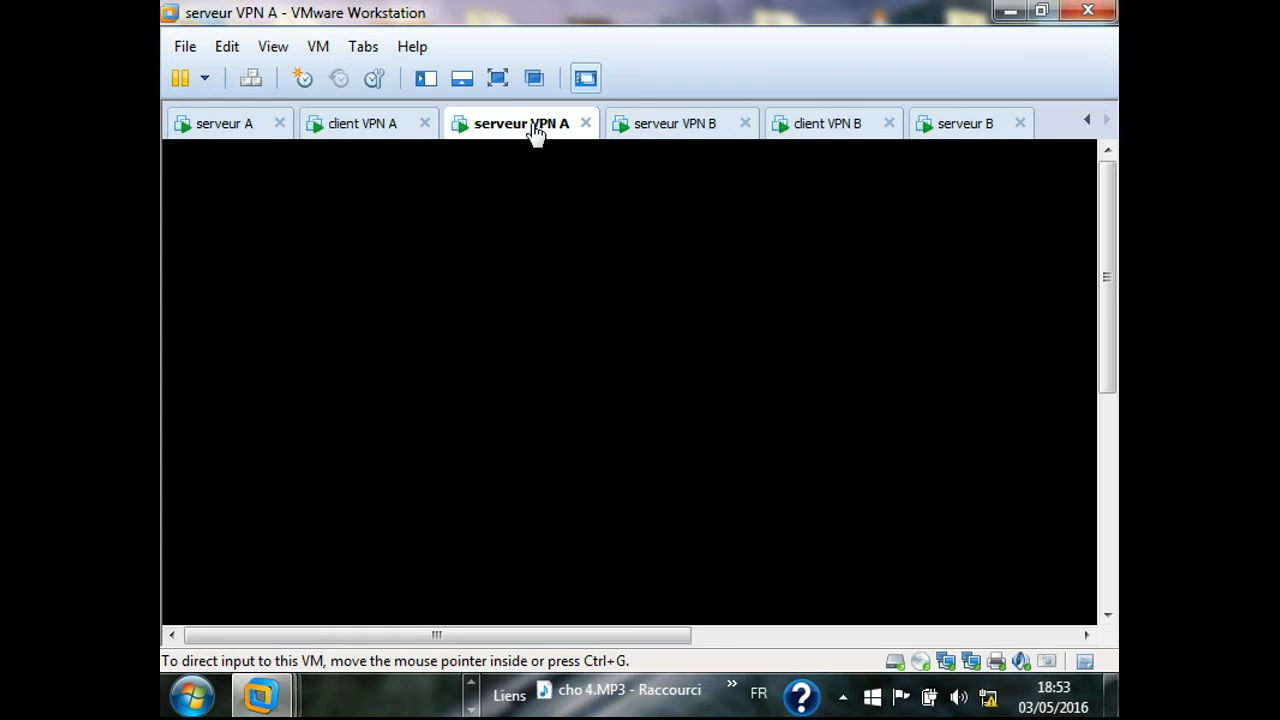 serveur VPN A - VMware Workstation
File Edit View VM Tabs Help
serveur A client VPN A serveur VPN A serveur VPN B client VPN B serveur B
To direct input to this VM, move the mouse pointer inside or press Ctrl+G.
Liens cho 4.MP3 - Raccourci » FR 18:53
03/05/2016